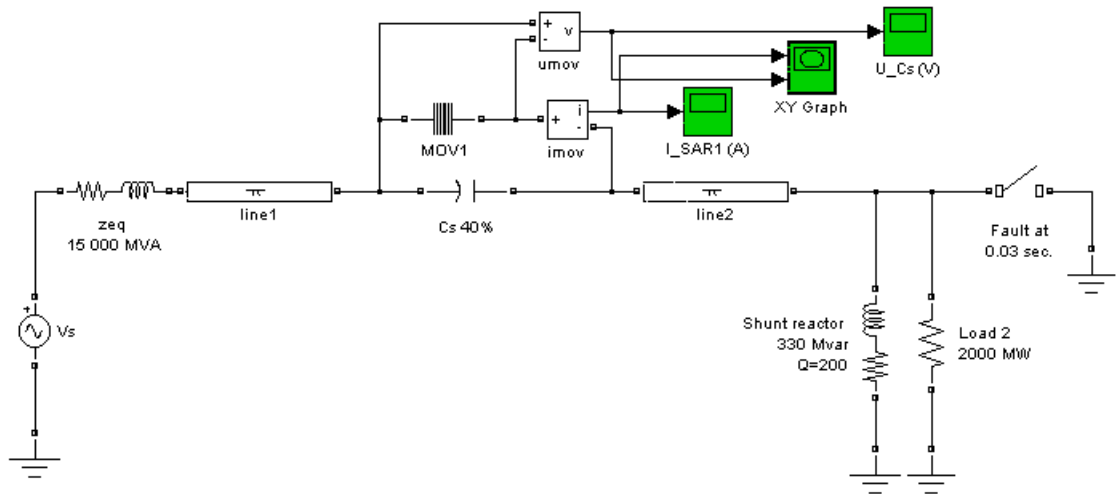 +
-
v
umov
U_Cs (V)
XY Graph
MOV1
+
i
-
imov
I_SAR1 (A)
zeq
15 000 MVA
line1
Cs 40%
line2
Fault at
0.03 sec.
+
Vs
Shunt reactor
330 Mvar
Q=200
Load 2
2000 MW